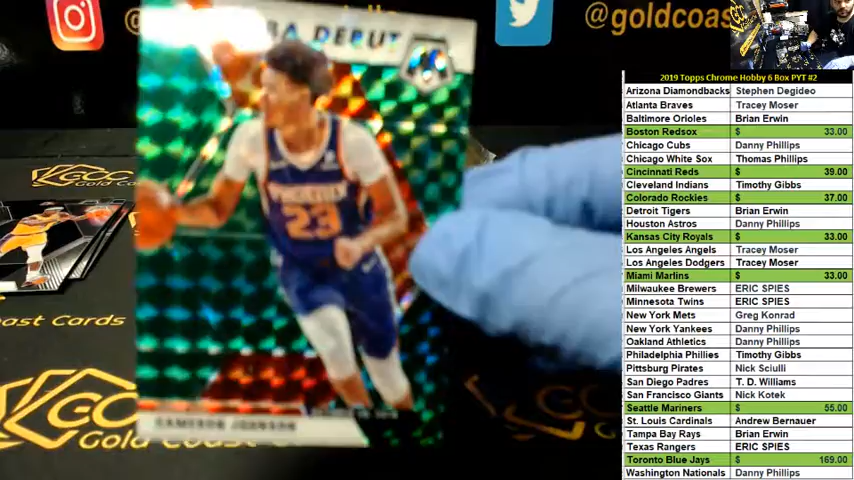 @goldcoas
BA DEBUT
PHOENIX
23
CAMERON JOHNSON
GCC
Gold Coast Cards
oast Cards
GCC
Gold Coa
GCC
2019 Topps Chrome Hobby 6 Box PYT #2
Arizona Diamondbacks Stephen Degideo
Atlanta Braves Tracey Moser
Baltimore Orioles Brian Erwin
Boston Redsox $ 33.00
Chicago Cubs Danny Phillips
Chicago White Sox Thomas Phillips
Cincinnati Reds $ 39.00
Cleveland Indians Timothy Gibbs
Colorado Rockies $ 37.00
Detroit Tigers Brian Erwin
Houston Astros Danny Phillips
Kansas City Royals $ 33.00
Los Angeles Angels Tracey Moser
Los Angeles Dodgers Tracey Moser
Miami Marlins $ 33.00
Milwaukee Brewers ERIC SPIES
Minnesota Twins ERIC SPIES
New York Mets Greg Konrad
New York Yankees Danny Phillips
Oakland Athletics Danny Phillips
Philadelphia Phillies Timothy Gibbs
Pittsburg Pirates Nick Sciulli
San Diego Padres T. D. Williams
San Francisco Giants Nick Kotek
Seattle Mariners $ 55.00
St. Louis Cardinals Andrew Bernauer
Tampa Bay Rays Brian Erwin
Texas Rangers ERIC SPIES
Toronto Blue Jays $ 169.00
Washington Nationals Danny Phillips